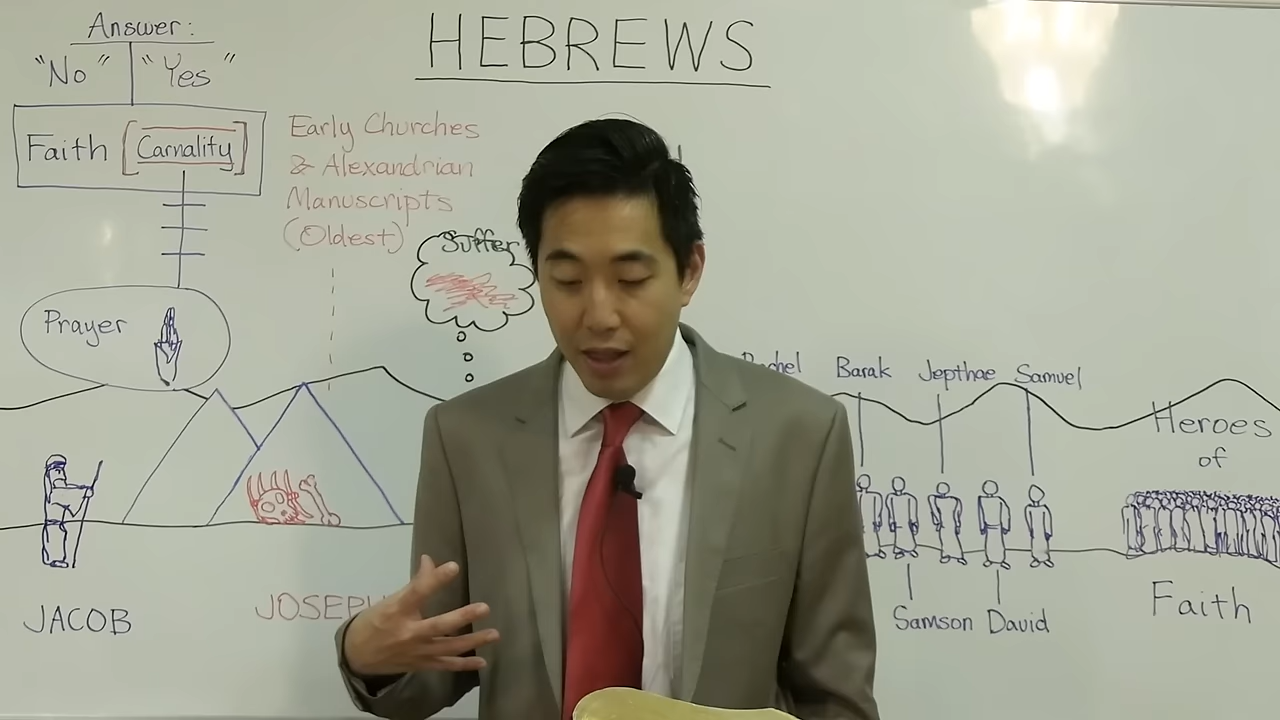 HEBREWS
Answer:
"No" "Yes"
Faith [Carnality]
Prayer
Early Churches
& Alexandrian
Manuscripts
(Oldest)
Suffer
Barak
Jepthae
Samuel
Samson
David
Heroes
of
Faith
JACOB